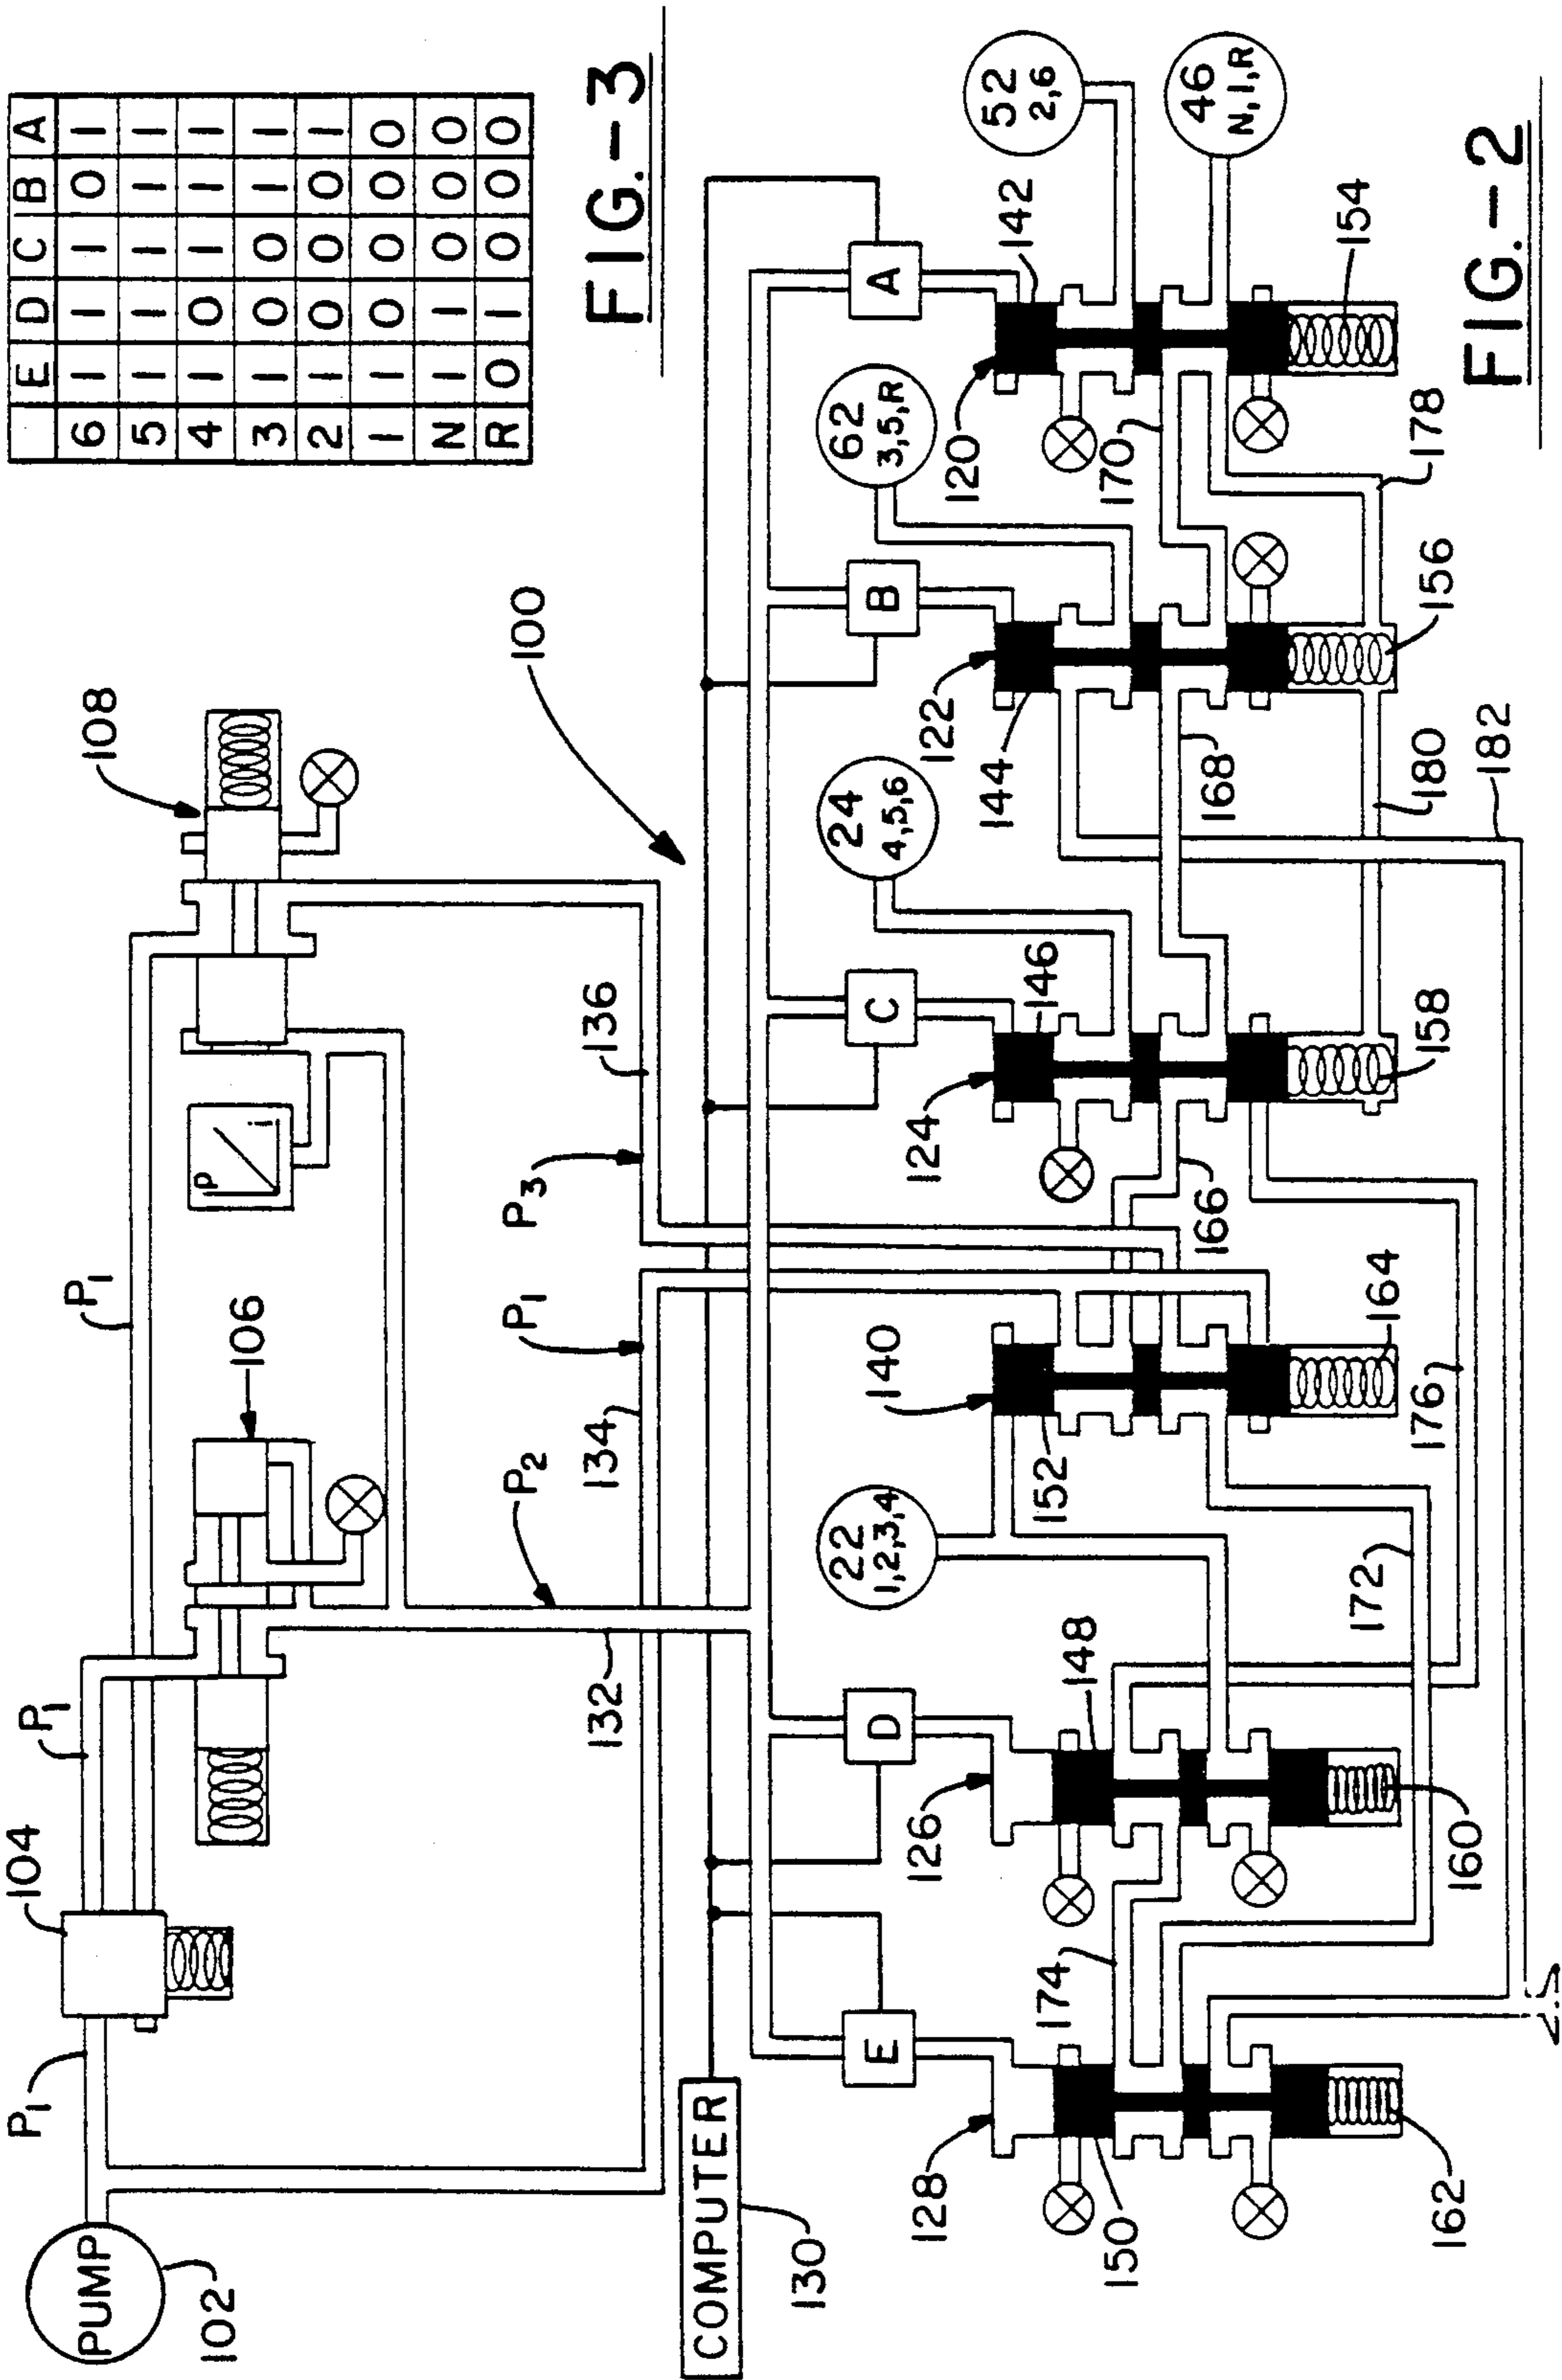 E D C B A
6 1 1 1 0 1
5 1 1 1 1 1
4 1 0 1 1 1
3 1 0 0 1 1
2 1 0 0 0 1
1 1 0 0 0 0
N 1 1 0 0 0
R 0 1 0 0 0
FIG.-3
104
P1
P1
108
P1
106
PUMP
102
P
i
100
P2
134
P1
P3
136
132
COMPUTER
130
E
D
C
B
A
22
1,2,3,4
24
4,5,6
62
3,5,R
52
2,6
46
N,1,R
128
126
148
140
124
146
122
120
142
174
150
152
166
144
168
170
162
160
172
176
164
158
180
182
156
178
154
FIG.-2